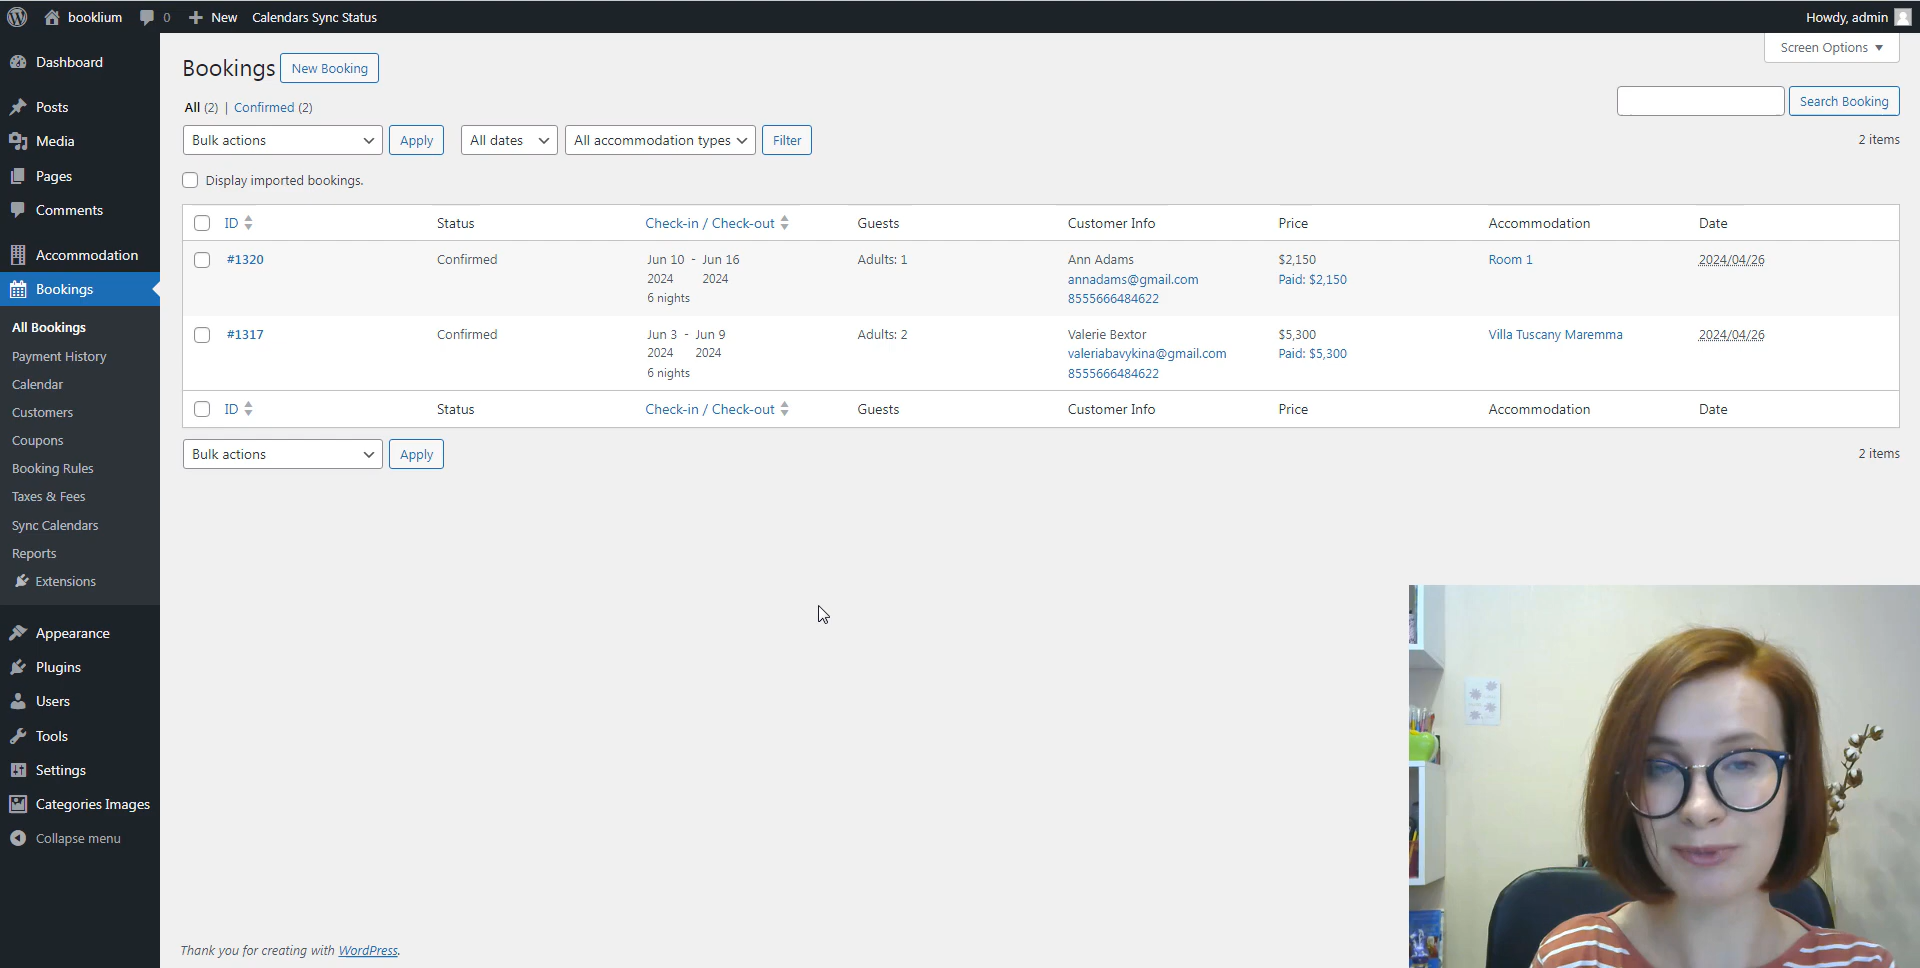 booklium 0 New Calendars Sync Status Howdy, admin
Screen Options
Dashboard
Posts
Media
Pages
Comments
Accommodation
Bookings
All Bookings
Payment History
Calendar
Customers
Coupons
Booking Rules
Taxes & Fees
Sync Calendars
Reports
Extensions
Appearance
Plugins
Users
Tools
Settings
Categories Images
Collapse menu
Bookings New Booking
All (2) | Confirmed (2)
Search Booking
Bulk actions Apply All dates All accommodation types Filter 2 items
Display imported bookings.
ID Status Check-in / Check-out Guests Customer Info Price Accommodation Date
#1320 Confirmed Jun 10 - Jun 16 Adults: 1 Ann Adams $2,150 Room 1 2024/04/26
2024 2024 annadams@gmail.com Paid: $2,150
6 nights 8555666484622
#1317 Confirmed Jun 3 - Jun 9 Adults: 2 Valerie Bextor $5,300 Villa Tuscany Maremma 2024/04/26
2024 2024 valeriabavykina@gmail.com Paid: $5,300
6 nights 8555666484622
ID Status Check-in / Check-out Guests Customer Info Price Accommodation Date
Bulk actions Apply 2 items
Thank you for creating with WordPress.